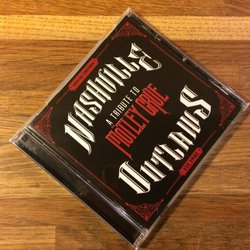 NASHVILLE
A TRIBUTE TO
MÖTLEY CRÜE
OUTLAWS